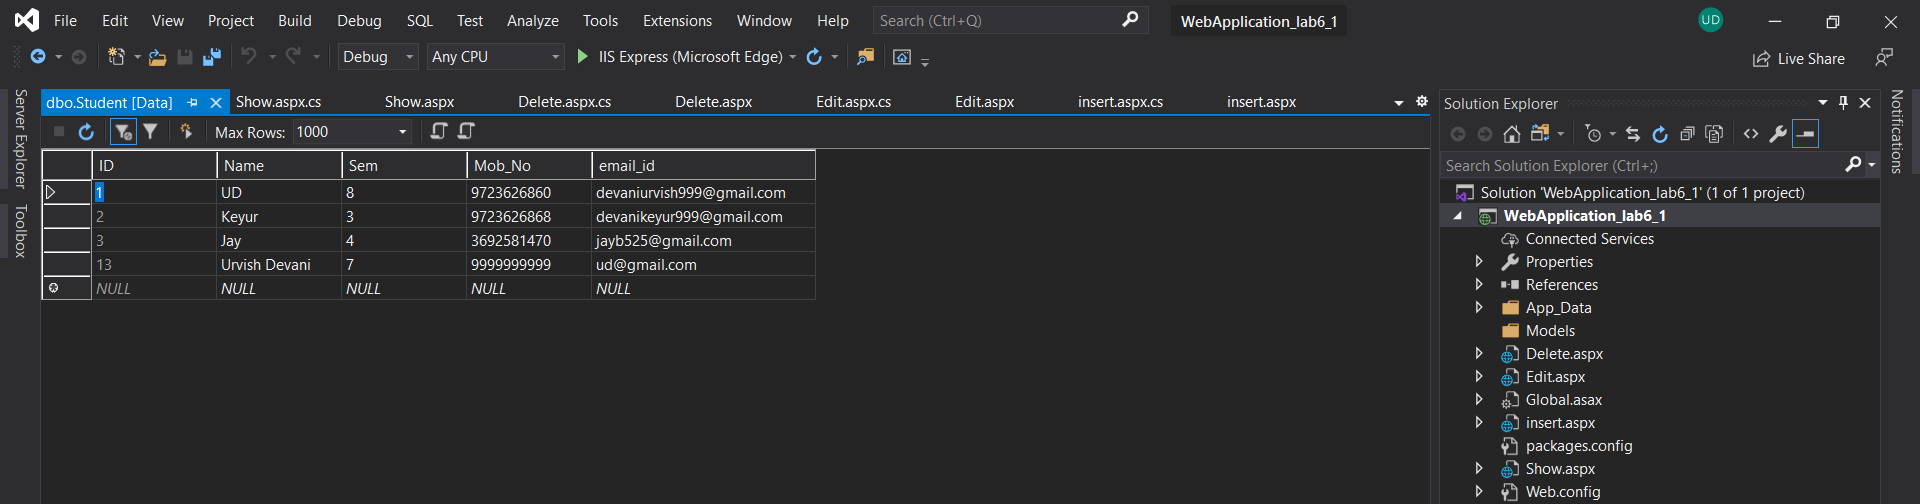 File Edit View Project Build Debug SQL Test Analyze Tools Extensions Window Help Search (Ctrl+Q) WebApplication_lab6_1 UD
Debug Any CPU IIS Express (Microsoft Edge) Live Share
Server Explorer
Toolbox
dbo.Student [Data] Show.aspx.cs Show.aspx Delete.aspx.cs Delete.aspx Edit.aspx.cs Edit.aspx insert.aspx.cs insert.aspx
Max Rows: 1000
ID Name Sem Mob_No email_id
1 UD 8 9723626860 devaniurvish999@gmail.com
2 Keyur 3 9723626868 devanikeyur999@gmail.com
3 Jay 4 3692581470 jayb525@gmail.com
13 Urvish Devani 7 9999999999 ud@gmail.com
NULL NULL NULL NULL NULL
Solution Explorer
Search Solution Explorer (Ctrl+;)
Solution 'WebApplication_lab6_1' (1 of 1 project)
WebApplication_lab6_1
Connected Services
Properties
References
App_Data
Models
Delete.aspx
Edit.aspx
Global.asax
insert.aspx
packages.config
Show.aspx
Web.config
Notifications